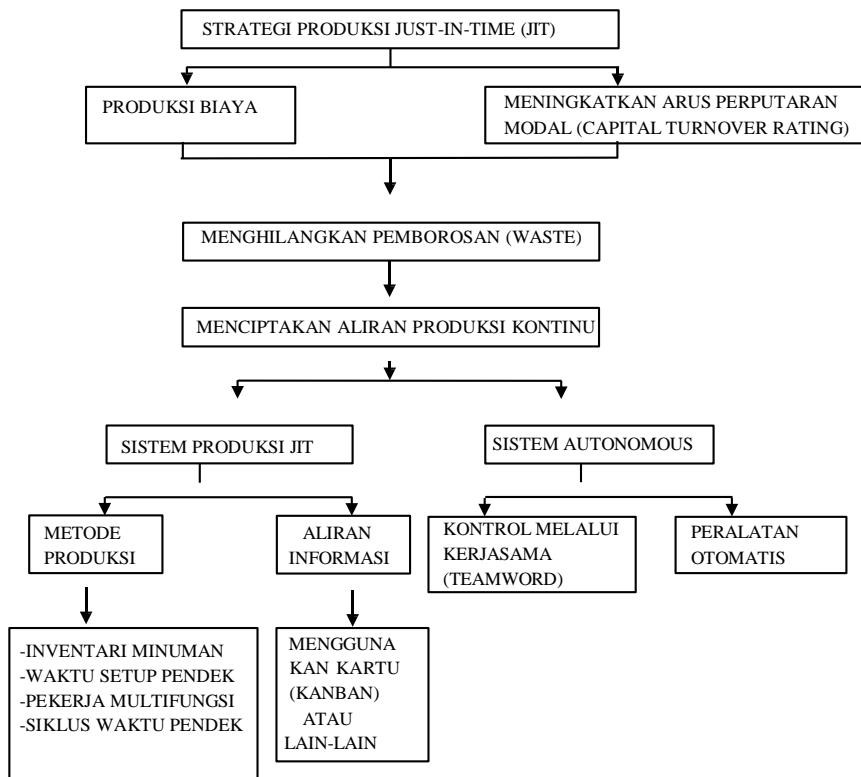 STRATEGI PRODUKSI JUST-IN-TIME (JIT)
PRODUKSI BIAYA
MENINGKATKAN ARUS PERPUTARAN
MODAL (CAPITAL TURNOVER RATING)
MENGHILANGKAN PEMBOROSAN (WASTE)
MENCIPTAKAN ALIRAN PRODUKSI KONTINU
SISTEM PRODUKSI JIT
SISTEM AUTONOMOUS
METODE
PRODUKSI
ALIRAN
INFORMASI
KONTROL MELALUI
KERJASAMA
(TEAMWORD)
PERALATAN
OTOMATIS
-INVENTARI MINUMAN
-WAKTU SETUP PENDEK
-PEKERJA MULTIFUNGSI
-SIKLUS WAKTU PENDEK
MENGGUNA
KAN KARTU
(KANBAN)
ATAU
LAIN-LAIN